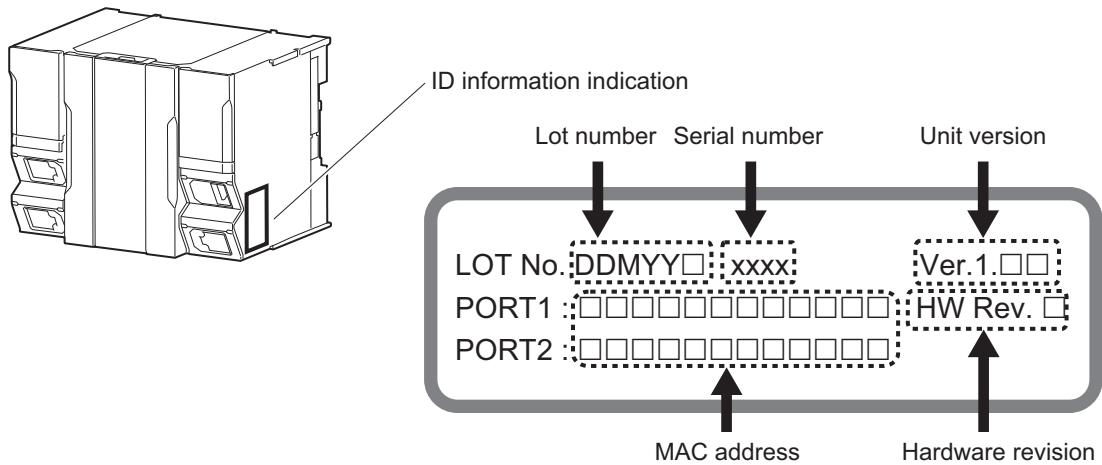 ID information indication
Lot number Serial number Unit version
LOT No. DDMYY□ xxxx Ver.1.□□
PORT1 : □□□□□□□□□□□□ HW Rev. □
PORT2 : □□□□□□□□□□□□
MAC address Hardware revision